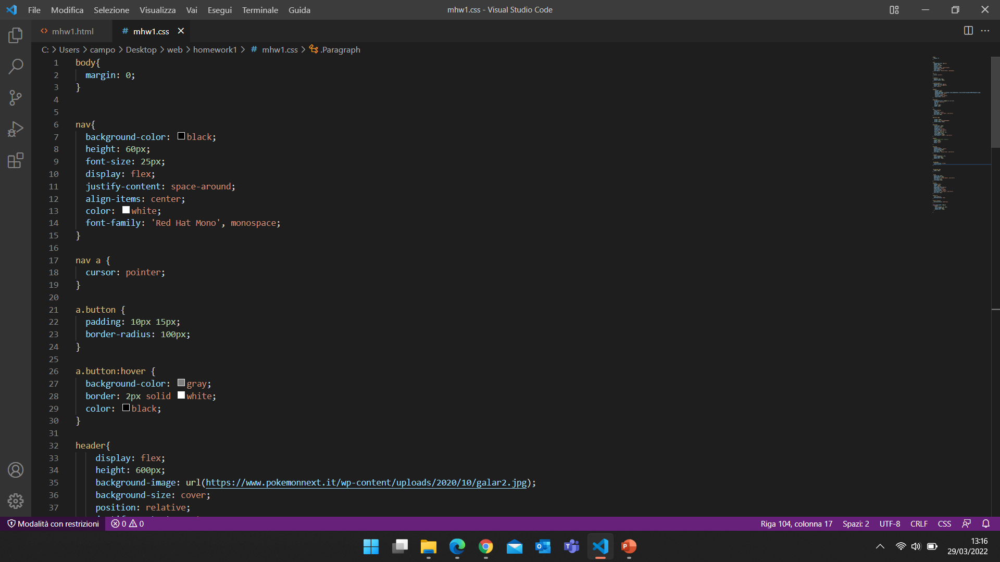 File Modifica Selezione Visualizza Vai Esegui Terminale Guida
mhw1.css - Visual Studio Code
mhw1.html
# mhw1.css
C: > Users > campo > Desktop > web > homework1 > # mhw1.css > .Paragraph
1 body{
2 margin: 0;
3 }
4
5
6 nav{
7 background-color: black;
8 height: 60px;
9 font-size: 25px;
10 display: flex;
11 justify-content: space-around;
12 align-items: center;
13 color: white;
14 font-family: 'Red Hat Mono', monospace;
15 }
16
17 nav a {
18 cursor: pointer;
19 }
20
21 a.button {
22 padding: 10px 15px;
23 border-radius: 100px;
24 }
25
26 a.button:hover {
27 background-color: gray;
28 border: 2px solid white;
29 color: black;
30 }
31
32 header{
33 display: flex;
34 height: 600px;
35 background-image: url(https://www.pokemonnext.it/wp-content/uploads/2020/10/galar2.jpg);
36 background-size: cover;
37 position: relative;
Modalità con restrizioni 0 0
Riga 104, colonna 17 Spazi: 2 UTF-8 CRLF CSS
13:16
29/03/2022